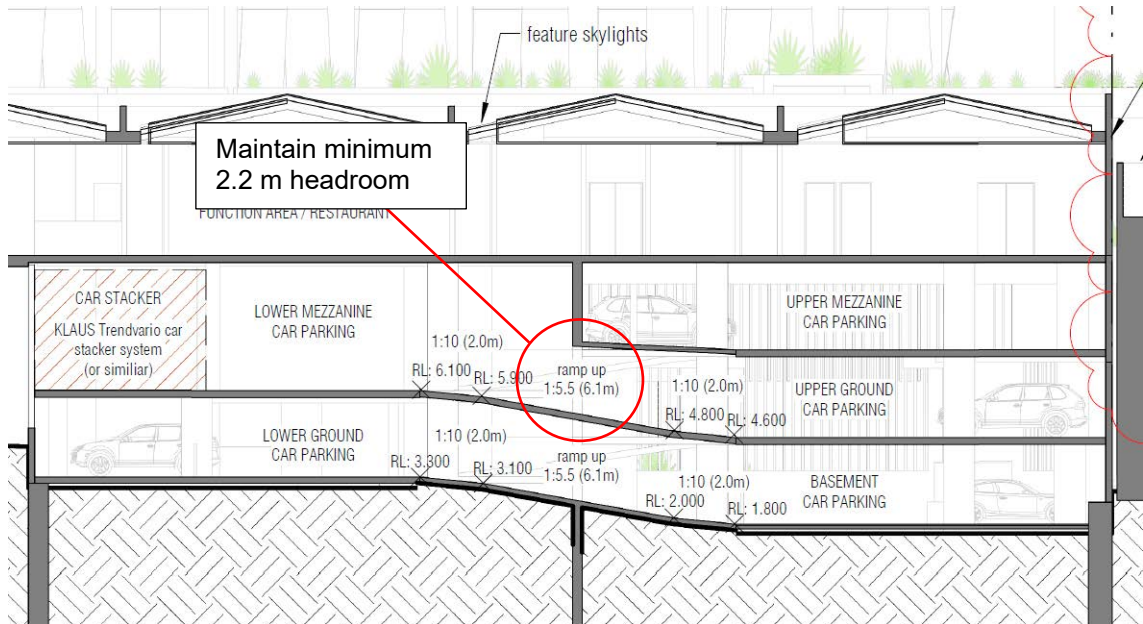 feature skylights
Maintain minimum
2.2 m headroom
FUNCTION AREA / RESTAURANT
CAR STACKER
KLAUS Trendvario car
stacker system
(or similiar)
LOWER MEZZANINE
CAR PARKING
UPPER MEZZANINE
CAR PARKING
1:10 (2.0m)
RL: 6.100
RL: 5.900
ramp up
1:5.5 (6.1m)
1:10 (2.0m)
RL: 4.800
RL: 4.600
UPPER GROUND
CAR PARKING
LOWER GROUND
CAR PARKING
1:10 (2.0m)
RL: 3.300
RL: 3.100
ramp up
1:5.5 (6.1m)
1:10 (2.0m)
RL: 2.000
RL: 1.800
BASEMENT
CAR PARKING